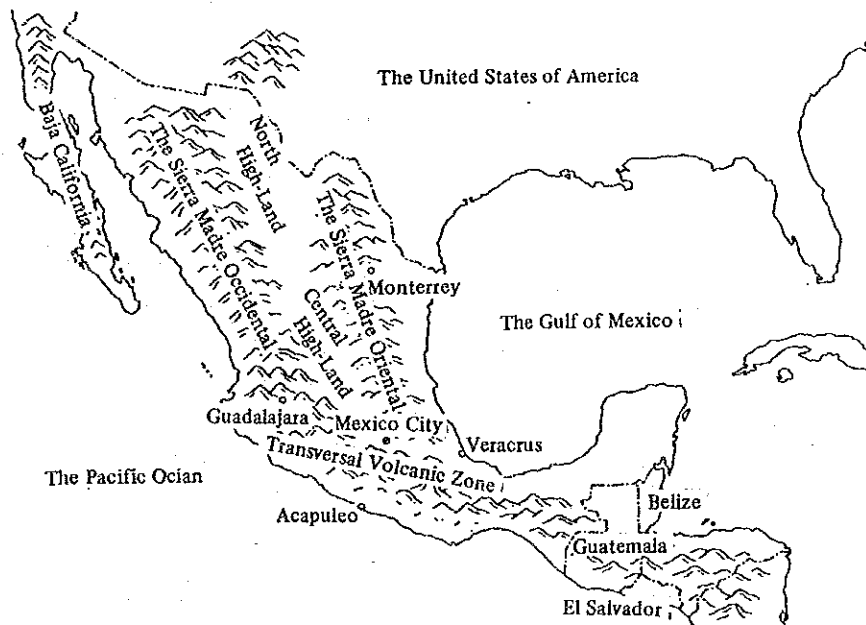 The United States of America
Baja California
The Sierra Madre Occidental
North
High-Land
The Sierra Madre Oriental
Monterrey
Central
High-Land
The Gulf of Mexico
Guadalajara
Mexico City
Veracrus
Transversal Volcanic Zone
The Pacific Ocian
Acapuleo
Belize
Guatemala
El Salvador